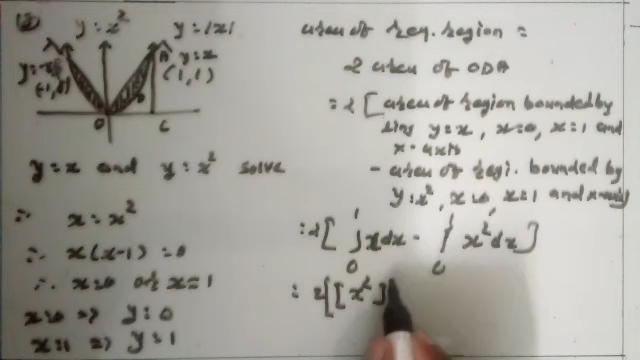 (13) y = x² y = |x|
y = -x A y = x
(-1,1) (1,1)
O C
y = x and y = x² solve
∴ x = x²
∴ x(x-1) = 0
∴ x=0 or x = 1
x=0 => y = 0
x=1 => y = 1
area of req. region =
2 area of ODA
= 2 [ area of region bounded by
line y = x, x=0, x=1 and
x-axis
- area of regi. bounded by
y = x², x=0, x=1 and x-axis
= 2 [ ∫₀¹ x dx - ∫₀¹ x² dx ]
= 2 [ [ x² ]